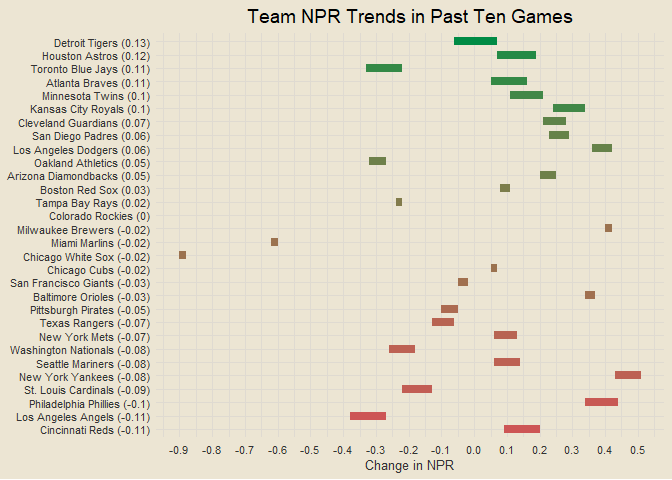 Team NPR Trends in Past Ten Games
Detroit Tigers (0.13)
Houston Astros (0.12)
Toronto Blue Jays (0.11)
Atlanta Braves (0.11)
Minnesota Twins (0.1)
Kansas City Royals (0.1)
Cleveland Guardians (0.07)
San Diego Padres (0.06)
Los Angeles Dodgers (0.06)
Oakland Athletics (0.05)
Arizona Diamondbacks (0.05)
Boston Red Sox (0.03)
Tampa Bay Rays (0.02)
Colorado Rockies (0)
Milwaukee Brewers (-0.02)
Miami Marlins (-0.02)
Chicago White Sox (-0.02)
Chicago Cubs (-0.02)
San Francisco Giants (-0.03)
Baltimore Orioles (-0.03)
Pittsburgh Pirates (-0.05)
Texas Rangers (-0.07)
New York Mets (-0.07)
Washington Nationals (-0.08)
Seattle Mariners (-0.08)
New York Yankees (-0.08)
St. Louis Cardinals (-0.09)
Philadelphia Phillies (-0.1)
Los Angeles Angels (-0.11)
Cincinnati Reds (-0.11)
-0.9 -0.8 -0.7 -0.6 -0.5 -0.4 -0.3 -0.2 -0.1 0.0 0.1 0.2 0.3 0.4 0.5
Change in NPR